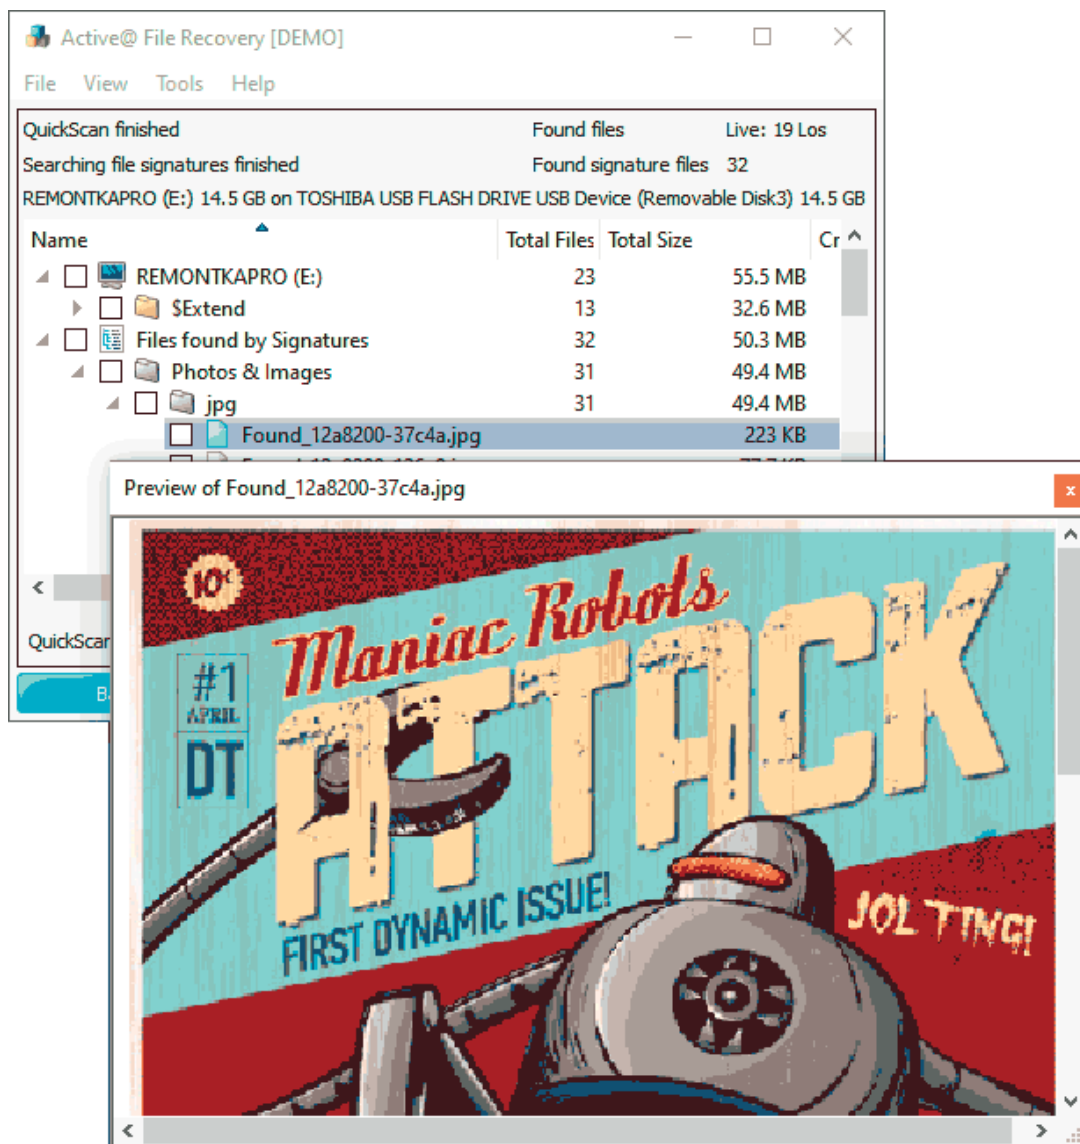 Active@ File Recovery [DEMO]
File View Tools Help
QuickScan finished Found files Live: 19 Los
Searching file signatures finished Found signature files 32
REMONTKAPRO (E:) 14.5 GB on TOSHIBA USB FLASH DRIVE USB Device (Removable Disk3) 14.5 GB
Name Total Files Total Size Cr
REMONTKAPRO (E:) 23 55.5 MB
$Extend 13 32.6 MB
Files found by Signatures 32 50.3 MB
Photos & Images 31 49.4 MB
jpg 31 49.4 MB
Found_12a8200-37c4a.jpg 223 KB
Preview of Found_12a8200-37c4a.jpg
x
10¢
Maniac Robots
ATTACK
#1
APRIL
DT
FIRST DYNAMIC ISSUE!
JOL TING!
QuickScan
B